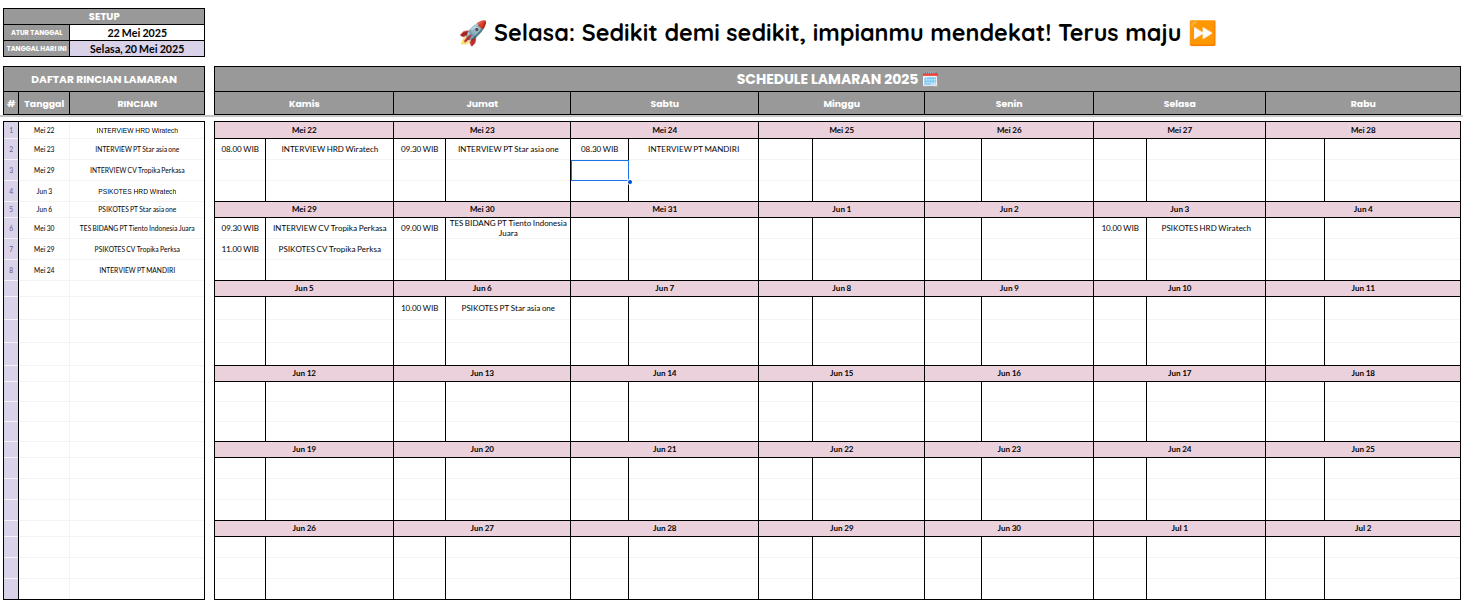 SETUP
ATUR TANGGAL 22 Mei 2025
TANGGAL HARI INI Selasa, 20 Mei 2025
🚀 Selasa: Sedikit demi sedikit, impianmu mendekat! Terus maju ⏩
DAFTAR RINCIAN LAMARAN
# Tanggal RINCIAN
1 Mei 22 INTERVIEW HRD Wiratech
2 Mei 23 INTERVIEW PT Star asia one
3 Mei 29 INTERVIEW CV Tropika Perkasa
4 Jun 3 PSIKOTES HRD Wiratech
5 Jun 6 PSIKOTES PT Star asia one
6 Mei 30 TES BIDANG PT Tiento Indonesia Juara
7 Mei 29 PSIKOTES CV Tropika Perksa
8 Mei 24 INTERVIEW PT MANDIRI
SCHEDULE LAMARAN 2025 🗓️
Kamis Jumat Sabtu Minggu Senin Selasa Rabu
Mei 22 Mei 23 Mei 24 Mei 25 Mei 26 Mei 27 Mei 28
08.00 WIB INTERVIEW HRD Wiratech 09.30 WIB INTERVIEW PT Star asia one 08.30 WIB INTERVIEW PT MANDIRI
Mei 29 Mei 30 Mei 31 Jun 1 Jun 2 Jun 3 Jun 4
09.30 WIB INTERVIEW CV Tropika Perkasa 09.00 WIB TES BIDANG PT Tiento Indonesia
Juara
10.00 WIB PSIKOTES HRD Wiratech
11.00 WIB PSIKOTES CV Tropika Perksa
Jun 5 Jun 6 Jun 7 Jun 8 Jun 9 Jun 10 Jun 11
10.00 WIB PSIKOTES PT Star asia one
Jun 12 Jun 13 Jun 14 Jun 15 Jun 16 Jun 17 Jun 18
Jun 19 Jun 20 Jun 21 Jun 22 Jun 23 Jun 24 Jun 25
Jun 26 Jun 27 Jun 28 Jun 29 Jun 30 Jul 1 Jul 2